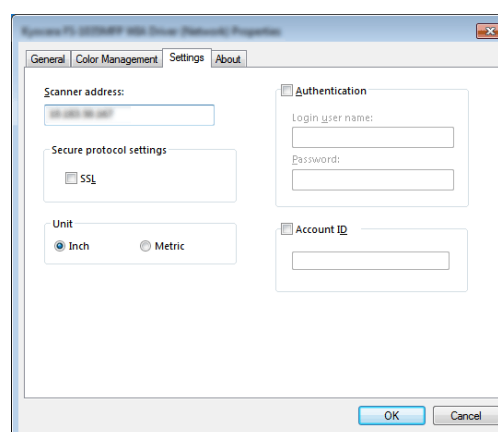 General Color Management Settings About
Scanner address:
Secure protocol settings
SSL
Unit
Inch Metric
Authentication
Login user name:
Password:
Account ID
OK Cancel